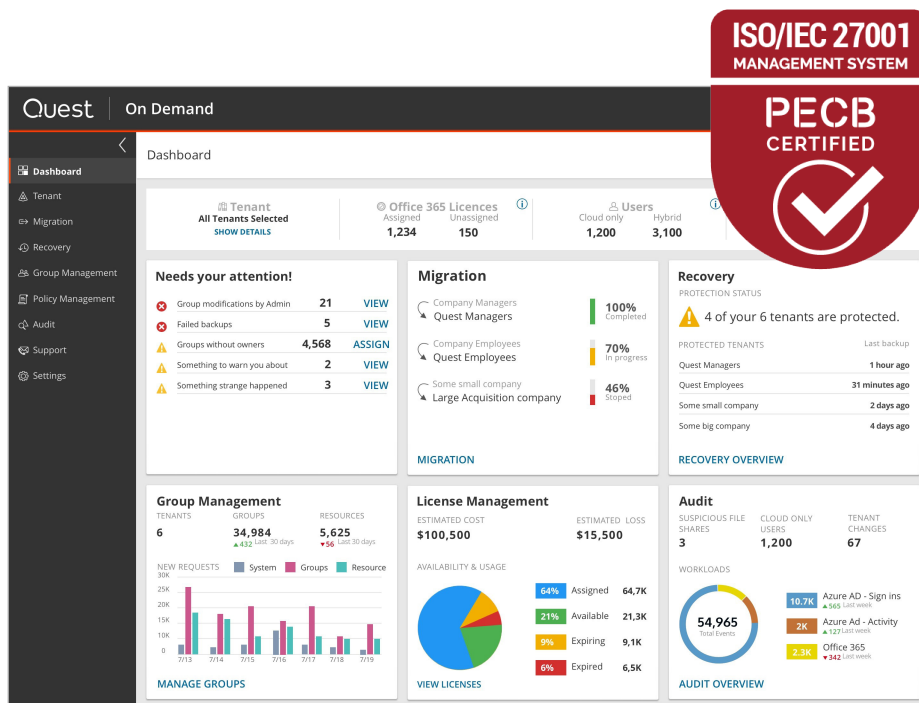 ISO/IEC 27001
MANAGEMENT SYSTEM
PECB
CERTIFIED
Quest On Demand
Dashboard
Tenant
Migration
Recovery
Group Management
Policy Management
Audit
Support
Settings
Dashboard
Tenant
All Tenants Selected
SHOW DETAILS
Office 365 Licences
Assigned Unassigned
1,234 150
Users
Cloud only Hybrid
1,200 3,100
Needs your attention!
Group modifications by Admin 21 VIEW
Failed backups 5 VIEW
Groups without owners 4,568 ASSIGN
Something to warn you about 2 VIEW
Something strange happened 3 VIEW
Migration
Company Managers
Quest Managers
100%
Completed
Company Employees
Quest Employees
70%
In progress
Some small company
Large Acquisition company
46%
Stoped
MIGRATION
Recovery
PROTECTION STATUS
4 of your 6 tenants are protected.
PROTECTED TENANTS Last backup
Quest Managers 1 hour ago
Quest Employees 31 minutes ago
Some small company 2 days ago
Some big company 4 days ago
RECOVERY OVERVIEW
Group Management
TENANTS GROUPS RESOURCES
6 34,984 5,625
▲432 Last 30 days ▼56 Last 30 days
NEW REQUESTS System Groups Resource
30K
25K
20K
15K
10K
0
7/13 7/14 7/15 7/16 7/17 7/18 7/19
MANAGE GROUPS
License Management
ESTIMATED COST ESTIMATED LOSS
$100,500 $15,500
AVAILABILITY & USAGE
64% Assigned 64,7K
21% Available 21,3K
9% Expiring 9,1K
6% Expired 6,5K
VIEW LICENSES
Audit
SUSPICIOUS FILE SHARES
3
CLOUD ONLY USERS
1,200
TENANT CHANGES
67
WORKLOADS
54,965
Total Events
10.7K Azure AD - Sign ins
▲565 Last week
2K Azure Ad - Activity
▲127 Last week
2.3K Office 365
▼342 Last week
AUDIT OVERVIEW